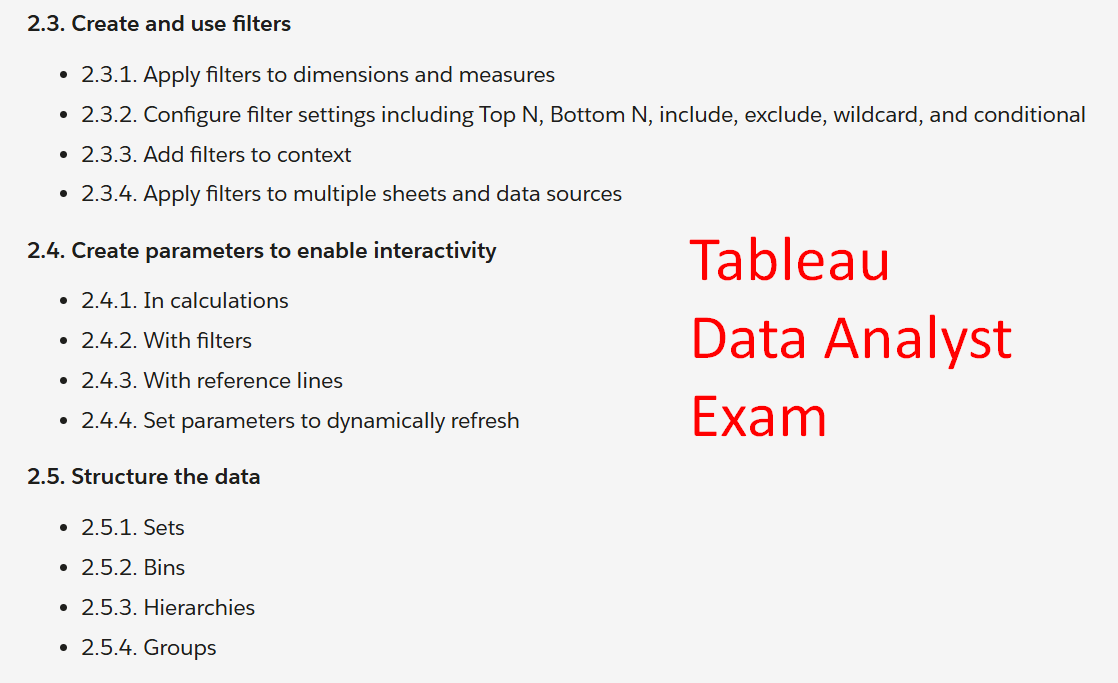 2.3. Create and use filters
• 2.3.1. Apply filters to dimensions and measures
• 2.3.2. Configure filter settings including Top N, Bottom N, include, exclude, wildcard, and conditional
• 2.3.3. Add filters to context
• 2.3.4. Apply filters to multiple sheets and data sources
2.4. Create parameters to enable interactivity
• 2.4.1. In calculations
• 2.4.2. With filters
• 2.4.3. With reference lines
• 2.4.4. Set parameters to dynamically refresh
2.5. Structure the data
• 2.5.1. Sets
• 2.5.2. Bins
• 2.5.3. Hierarchies
• 2.5.4. Groups
Tableau
Data Analyst
Exam